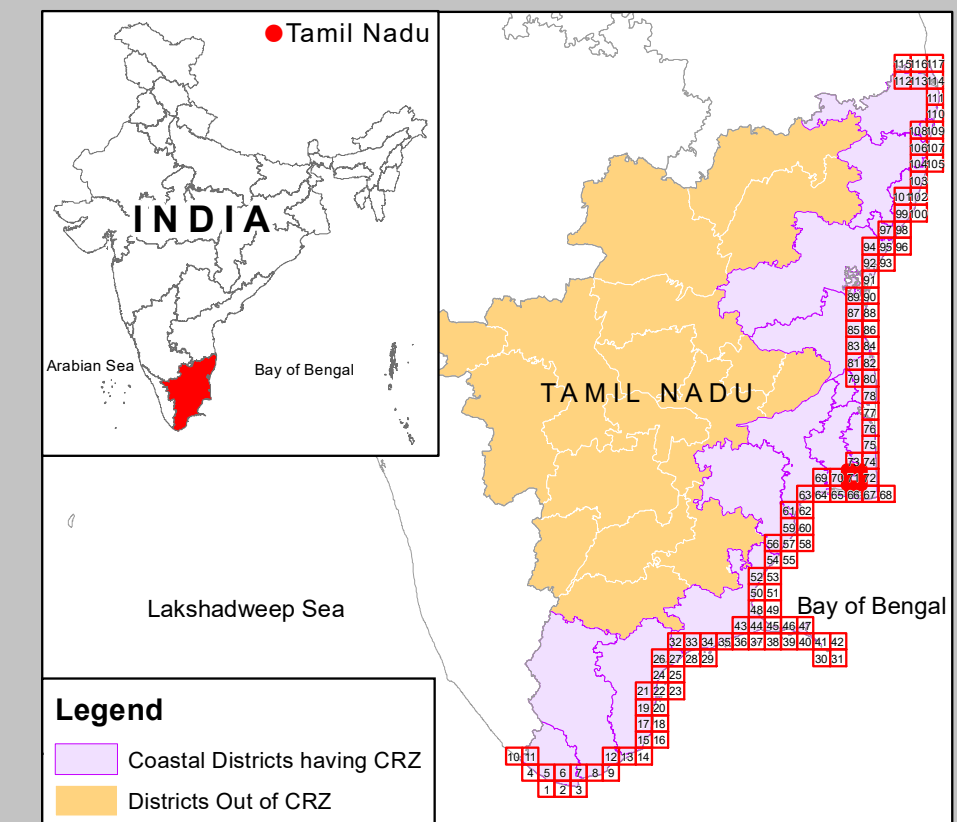 Tamil Nadu
INDIA
Arabian Sea
Bay of Bengal
TAMIL NADU
Lakshadweep Sea
Bay of Bengal
Legend
Coastal Districts having CRZ
Districts Out of CRZ
115 116 117
112 113 114
111
110
108 109
106 107
104 105
103
101 102
99 100
97 98
94 95 96
92 93
91
89 90
87 88
85 86
83 84
81 82
79 80
78
77
76
75
73 74
69 70 71 72
63 64 65 66 67 68
61 62
59 60
56 57 58
54 55
52 53
50 51
48 49
43 44 45 46 47
32 33 34 35 36 37 38 39 40 41 42
26 27 28 29 30 31
24 25
21 22 23
19 20
17 18
15 16
10 11 12 13 14
4 5 6 7 8 9
1 2 3